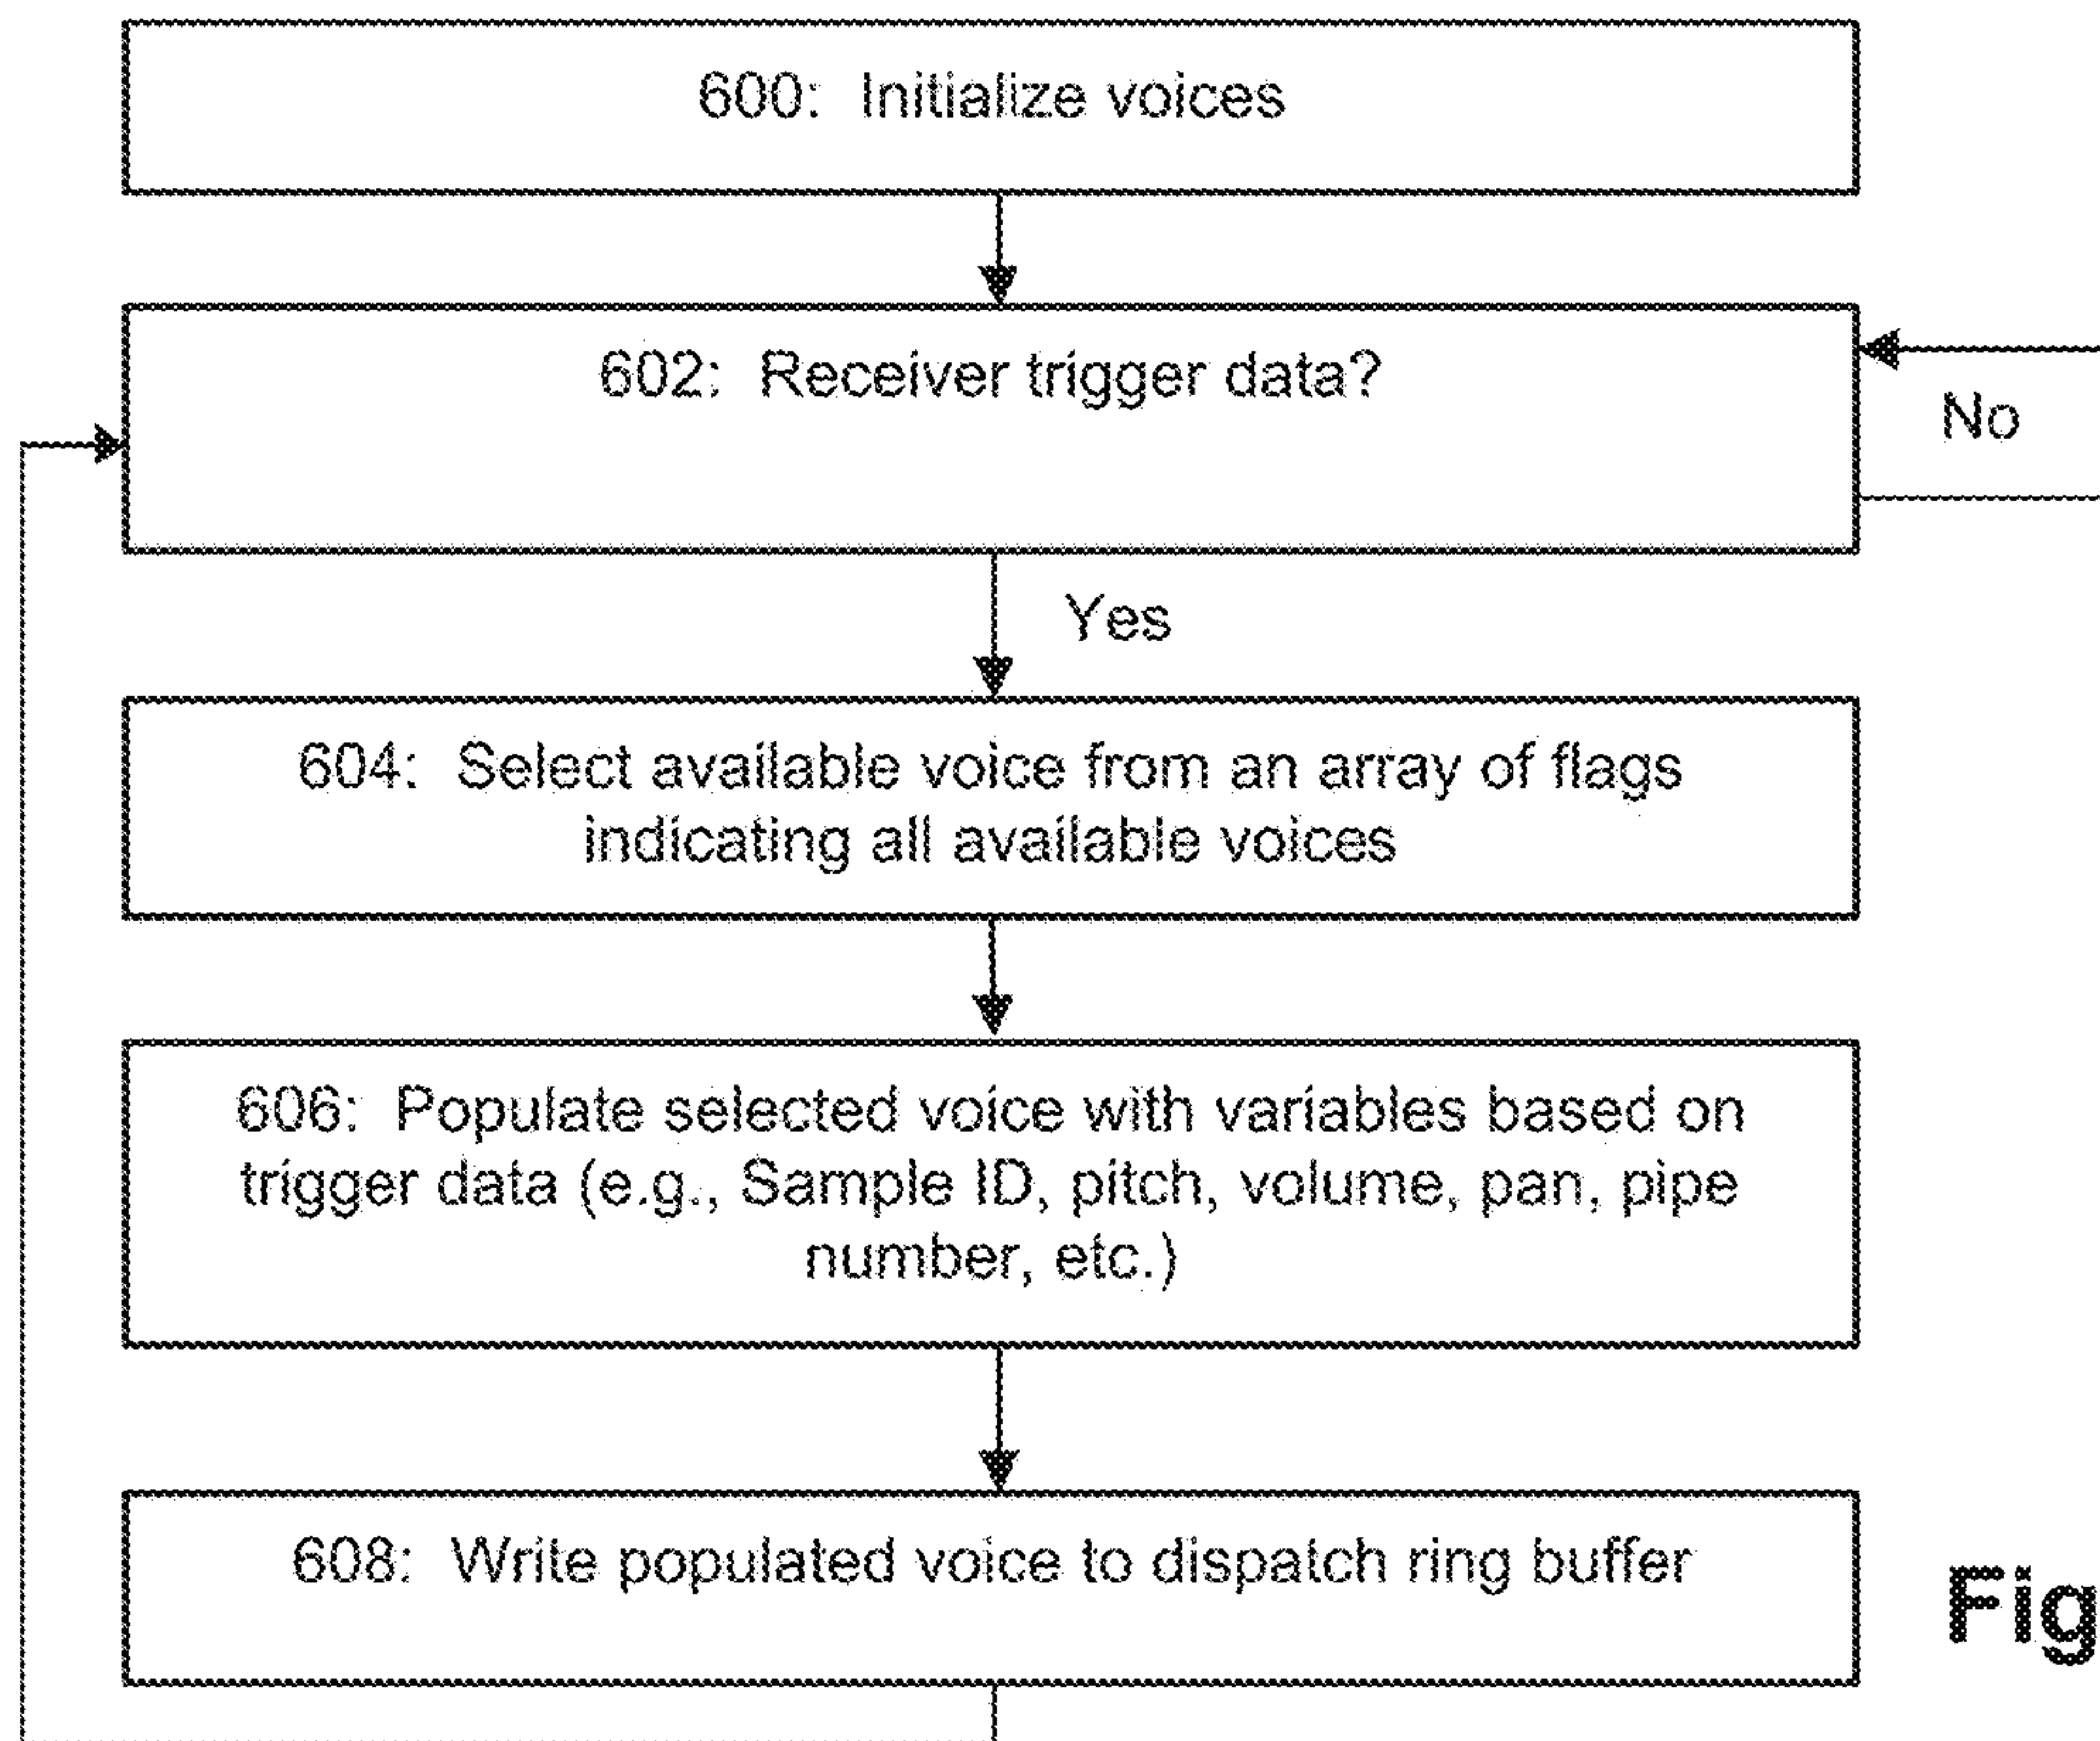 600: Initialize voices
602: Receiver trigger data?
No
Yes
604: Select available voice from an array of flags
indicating all available voices
606: Populate selected voice with variables based on
trigger data (e.g., Sample ID, pitch, volume, pan, pipe
number, etc.)
608: Write populated voice to dispatch ring buffer
Fig